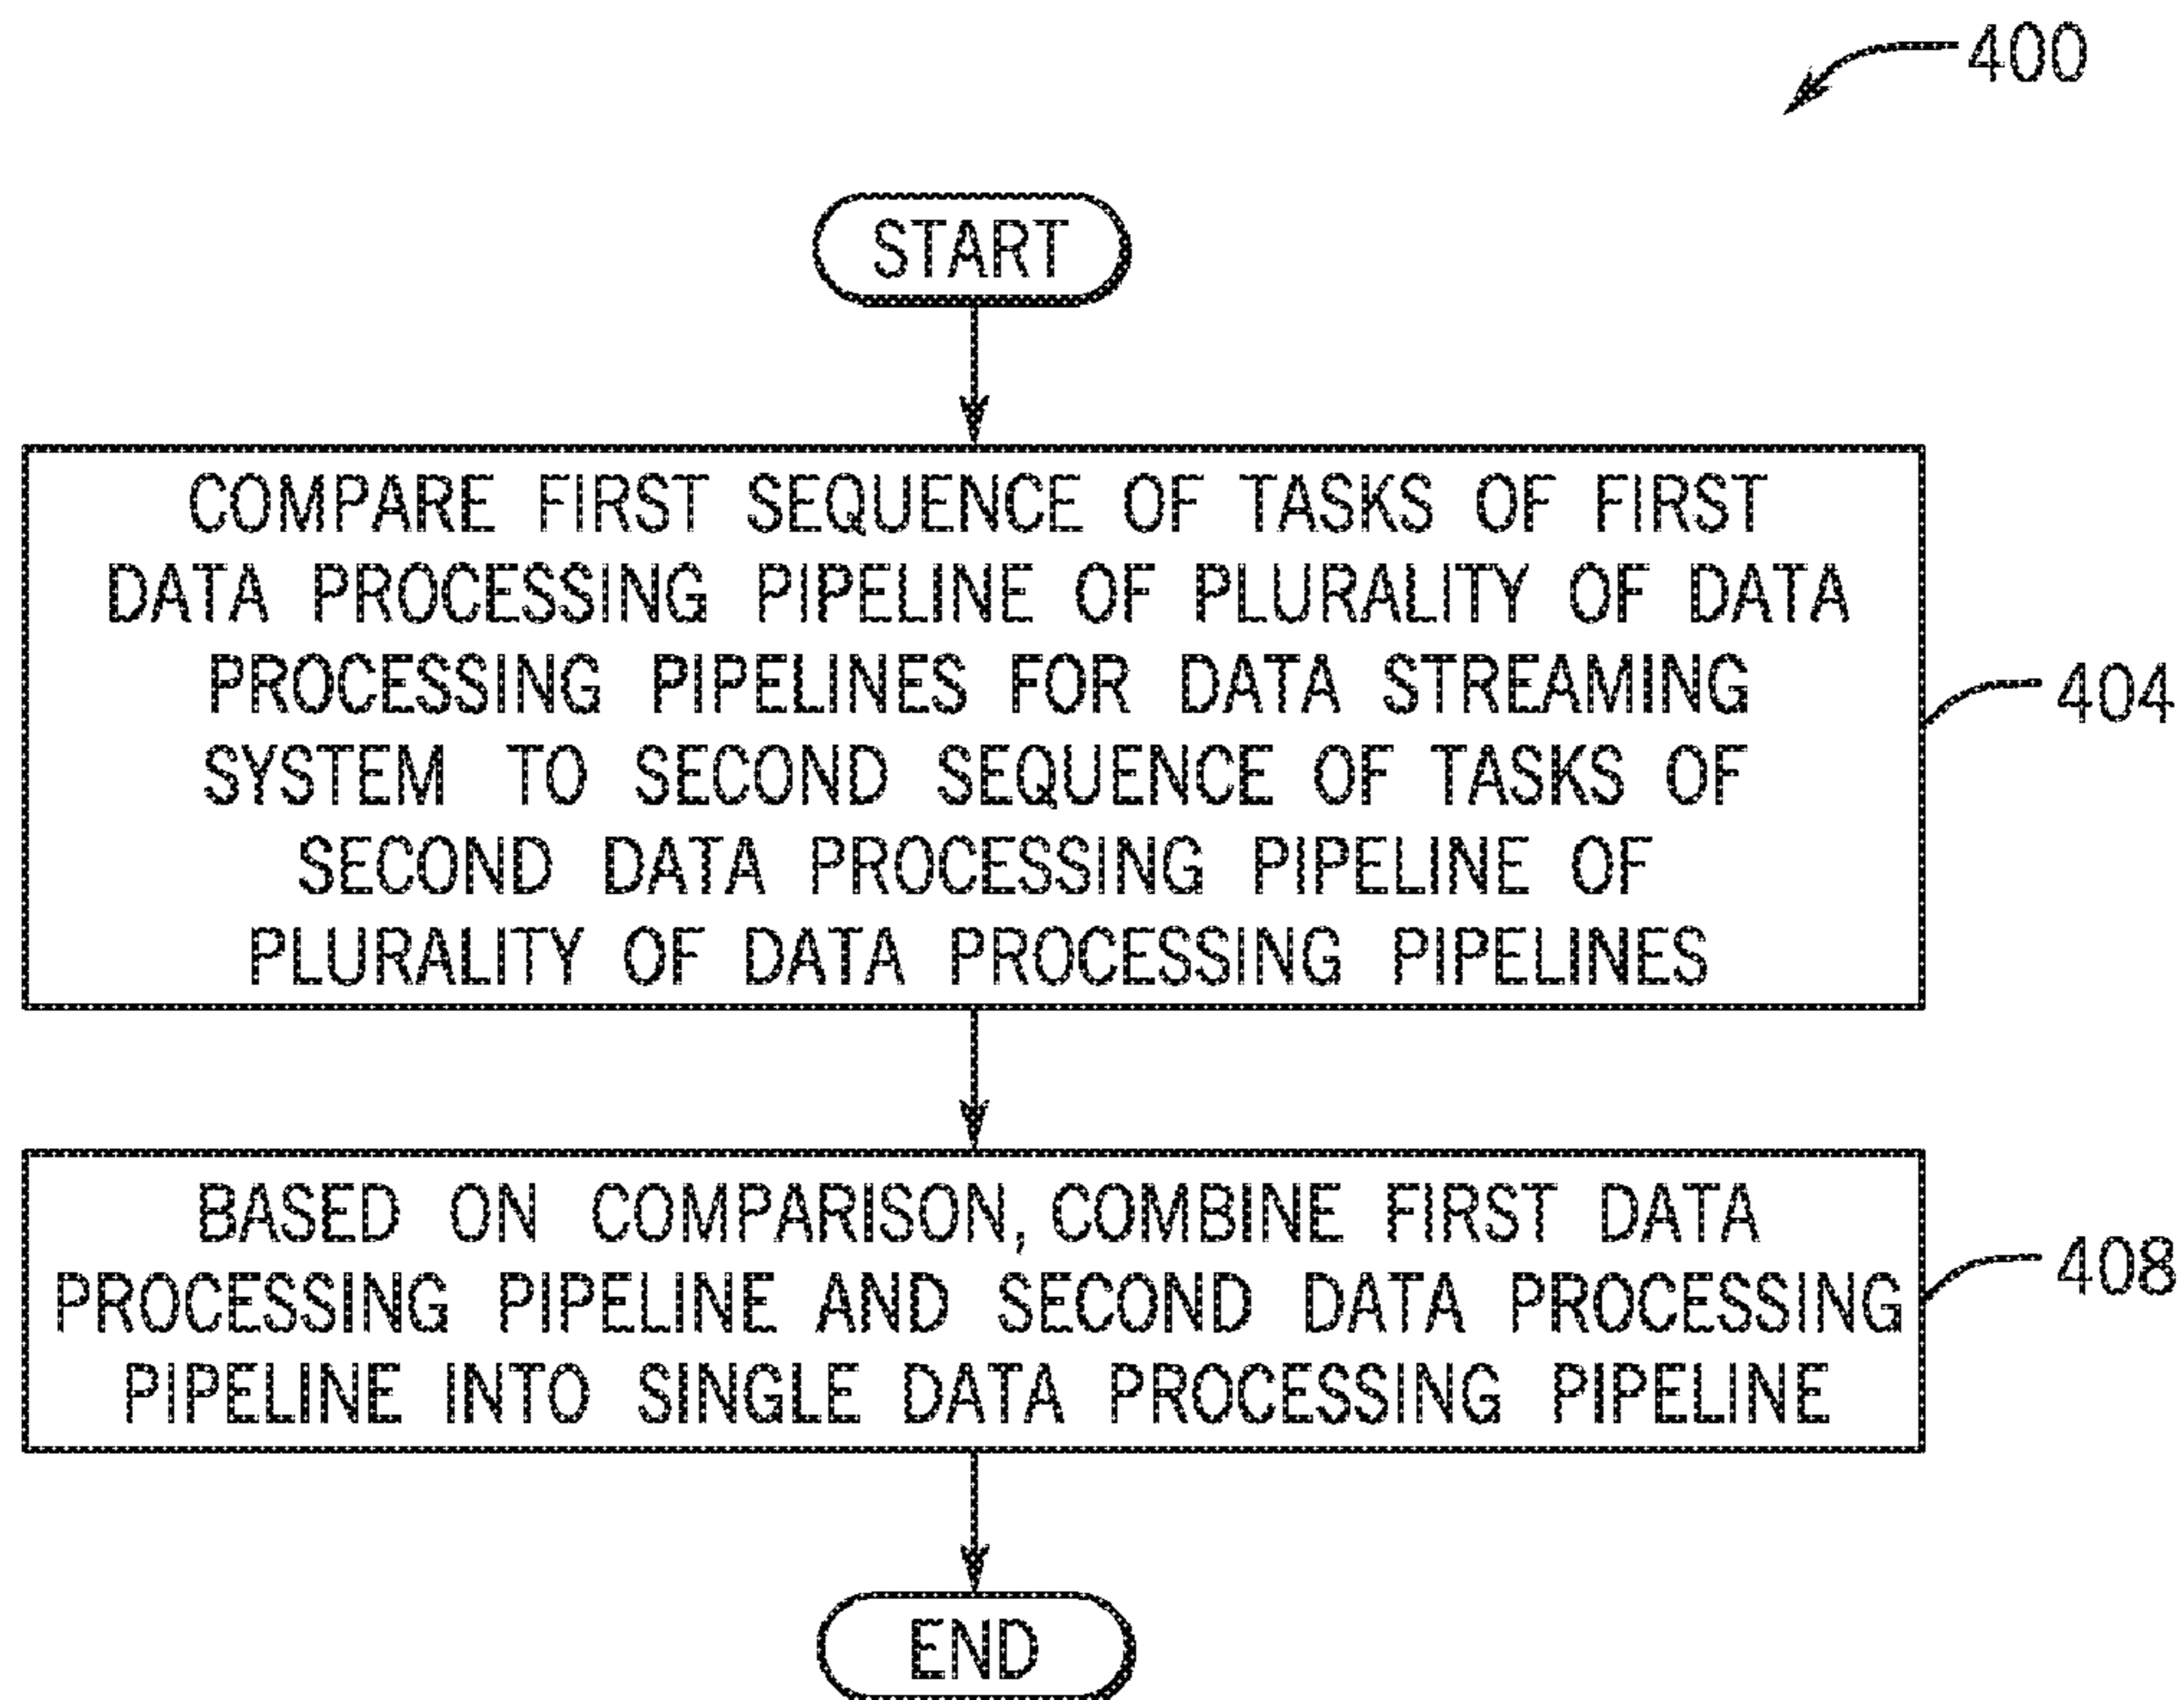 400
START
COMPARE FIRST SEQUENCE OF TASKS OF FIRST
DATA PROCESSING PIPELINE OF PLURALITY OF DATA
PROCESSING PIPELINES FOR DATA STREAMING
SYSTEM TO SECOND SEQUENCE OF TASKS OF
SECOND DATA PROCESSING PIPELINE OF
PLURALITY OF DATA PROCESSING PIPELINES
404
BASED ON COMPARISON, COMBINE FIRST DATA
PROCESSING PIPELINE AND SECOND DATA PROCESSING
PIPELINE INTO SINGLE DATA PROCESSING PIPELINE
408
END